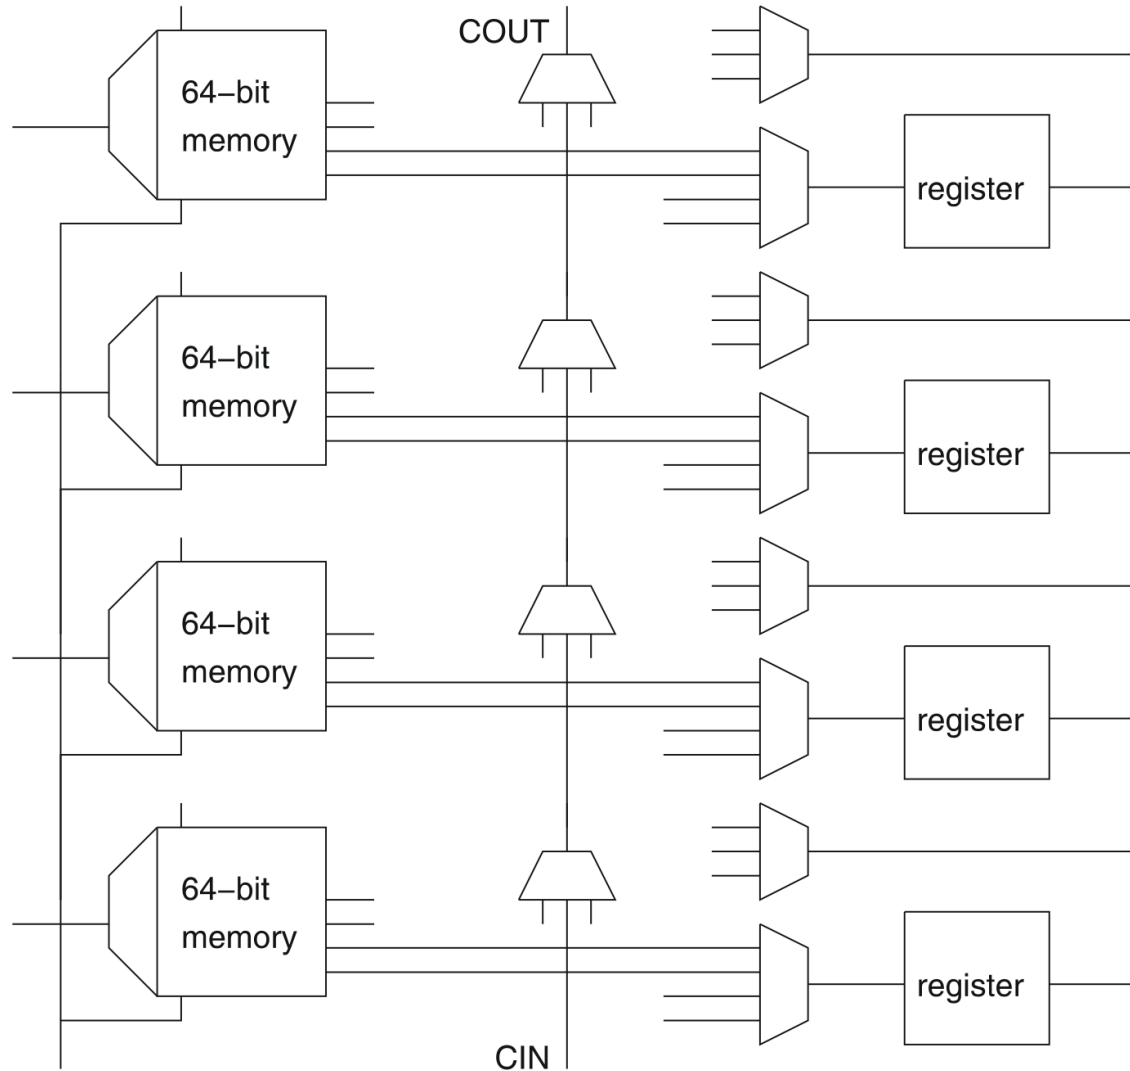 COUT
64–bit
memory
register
64–bit
memory
register
64–bit
memory
register
64–bit
memory
register
CIN